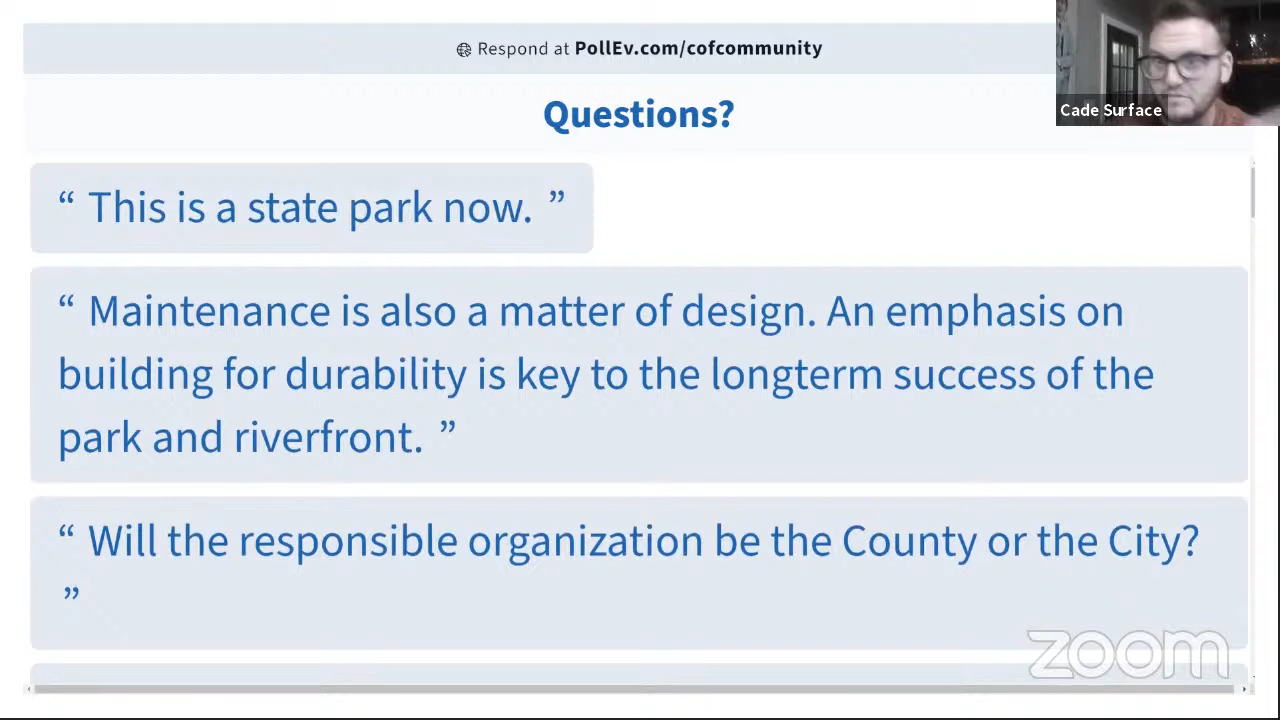 Respond at PollEv.com/cofcommunity
Cade Surface
Questions?
“ This is a state park now. ”
“ Maintenance is also a matter of design. An emphasis on
building for durability is key to the longterm success of the
park and riverfront. ”
“ Will the responsible organization be the County or the City?
”
zoom